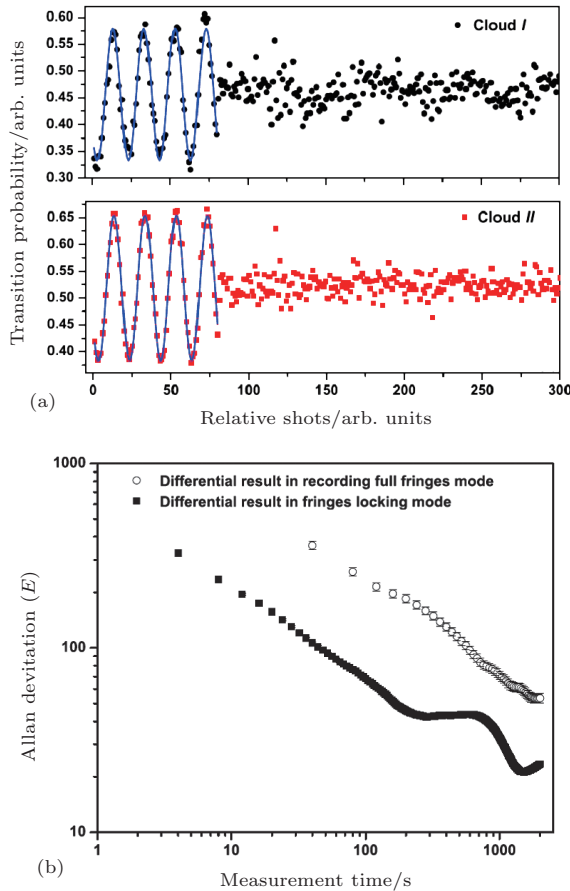 0.60
0.55
0.50
0.45
0.40
0.35
0.30
Cloud I
Transition probability/arb. units
0.65
0.60
0.55
0.50
0.45
0.40
Cloud II
0 50 100 150 200 250 300
(a)
Relative shots/arb. units
1000
100
10
Differential result in recording full fringes mode
Differential result in fringes locking mode
Allan devitation (E)
1 10 100 1000
(b)
Measurement time/s